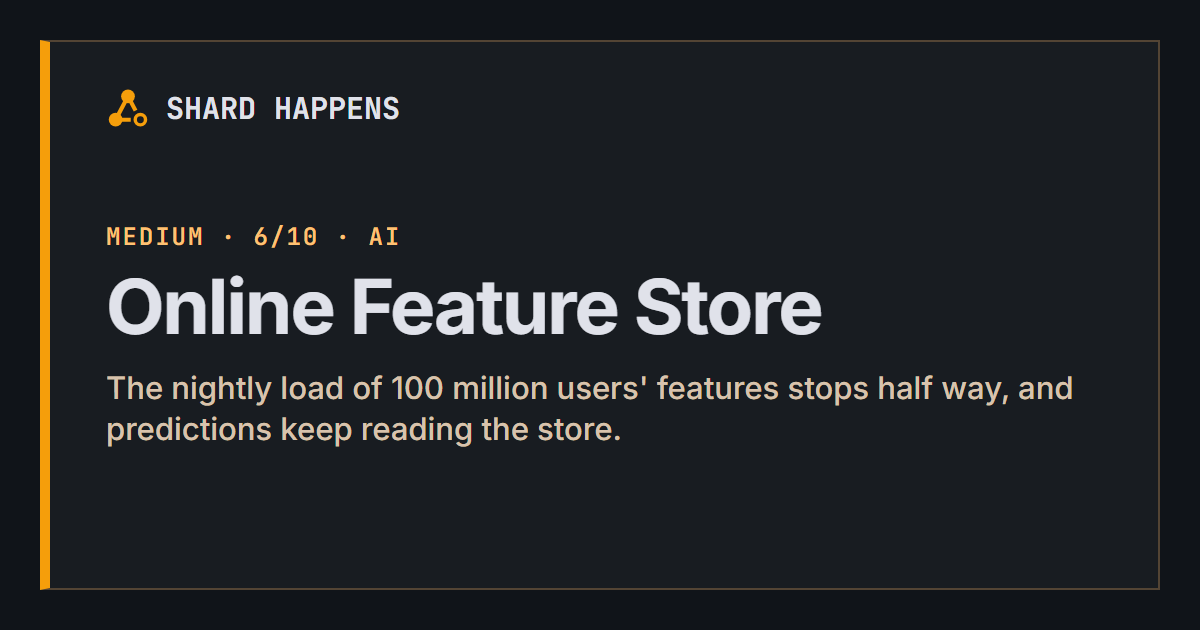 SHARD HAPPENS
MEDIUM · 6/10 · AI
Online Feature Store
The nightly load of 100 million users' features stops half way, and
predictions keep reading the store.